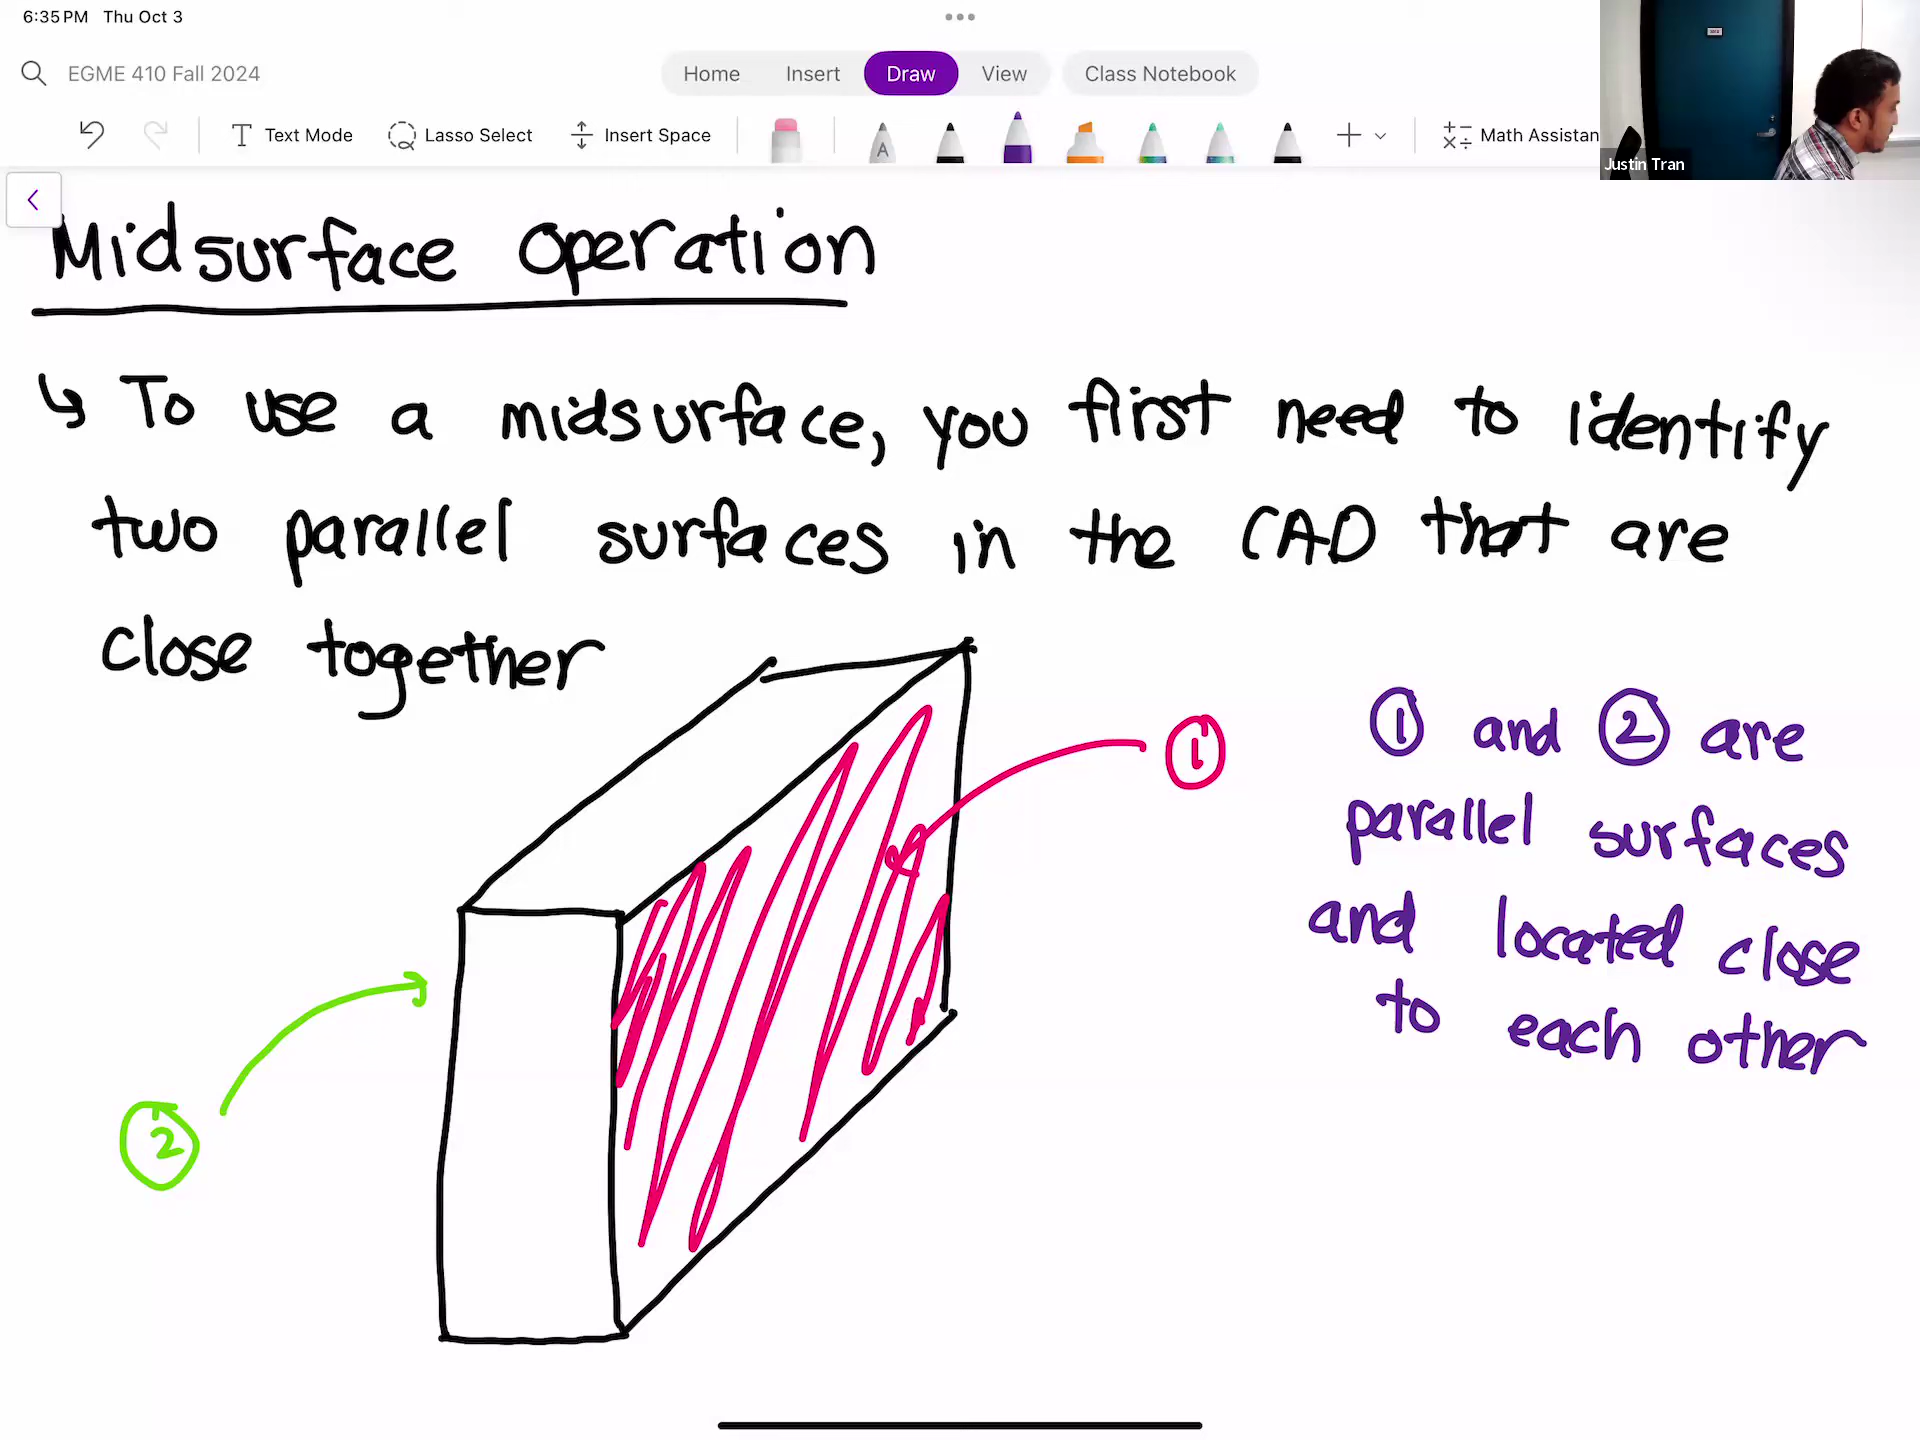 6:35 PM Thu Oct 3
EGME 410 Fall 2024
Home Insert Draw View Class Notebook
Text Mode Lasso Select Insert Space A Math Assistan
Justin Tran
Midsurface Operation
↳ To use a midsurface, you first need to identify
two parallel surfaces in the CAD that are
close together
①
②
① and ② are
parallel surfaces
and located close
to each other